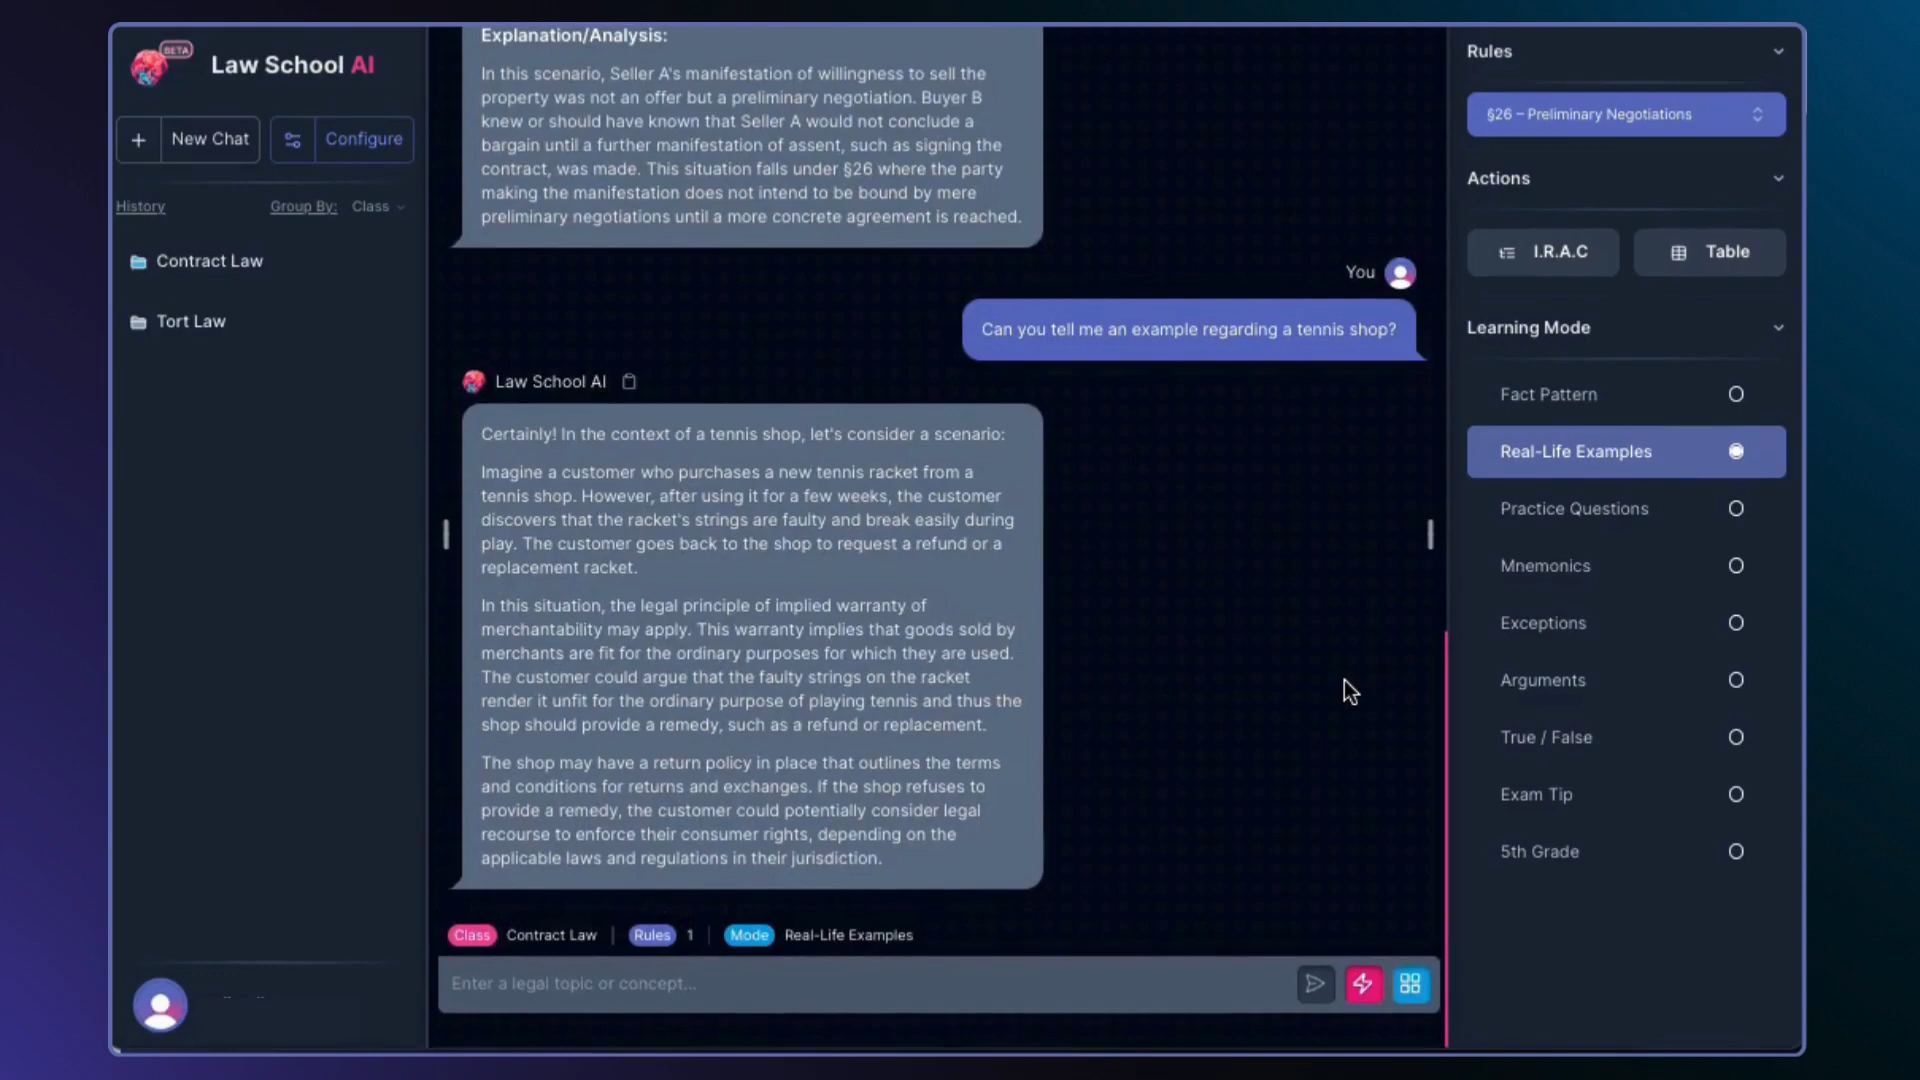 BETA
Law School AI
New Chat
Configure
History
Group By: Class
Contract Law
Tort Law
Explanation/Analysis:
In this scenario, Seller A's manifestation of willingness to sell the
property was not an offer but a preliminary negotiation. Buyer B
knew or should have known that Seller A would not conclude a
bargain until a further manifestation of assent, such as signing the
contract, was made. This situation falls under §26 where the party
making the manifestation does not intend to be bound by mere
preliminary negotiations until a more concrete agreement is reached.
You
Can you tell me an example regarding a tennis shop?
Law School AI
Certainly! In the context of a tennis shop, let's consider a scenario:
Imagine a customer who purchases a new tennis racket from a
tennis shop. However, after using it for a few weeks, the customer
discovers that the racket's strings are faulty and break easily during
play. The customer goes back to the shop to request a refund or a
replacement racket.
In this situation, the legal principle of implied warranty of
merchantability may apply. This warranty implies that goods sold by
merchants are fit for the ordinary purposes for which they are used.
The customer could argue that the faulty strings on the racket
render it unfit for the ordinary purpose of playing tennis and thus the
shop should provide a remedy, such as a refund or replacement.
The shop may have a return policy in place that outlines the terms
and conditions for returns and exchanges. If the shop refuses to
provide a remedy, the customer could potentially consider legal
recourse to enforce their consumer rights, depending on the
applicable laws and regulations in their jurisdiction.
Class Contract Law | Rules 1 | Mode Real-Life Examples
Enter a legal topic or concept...
Rules
§26 – Preliminary Negotiations
Actions
I.R.A.C
Table
Learning Mode
Fact Pattern
Real-Life Examples
Practice Questions
Mnemonics
Exceptions
Arguments
True / False
Exam Tip
5th Grade